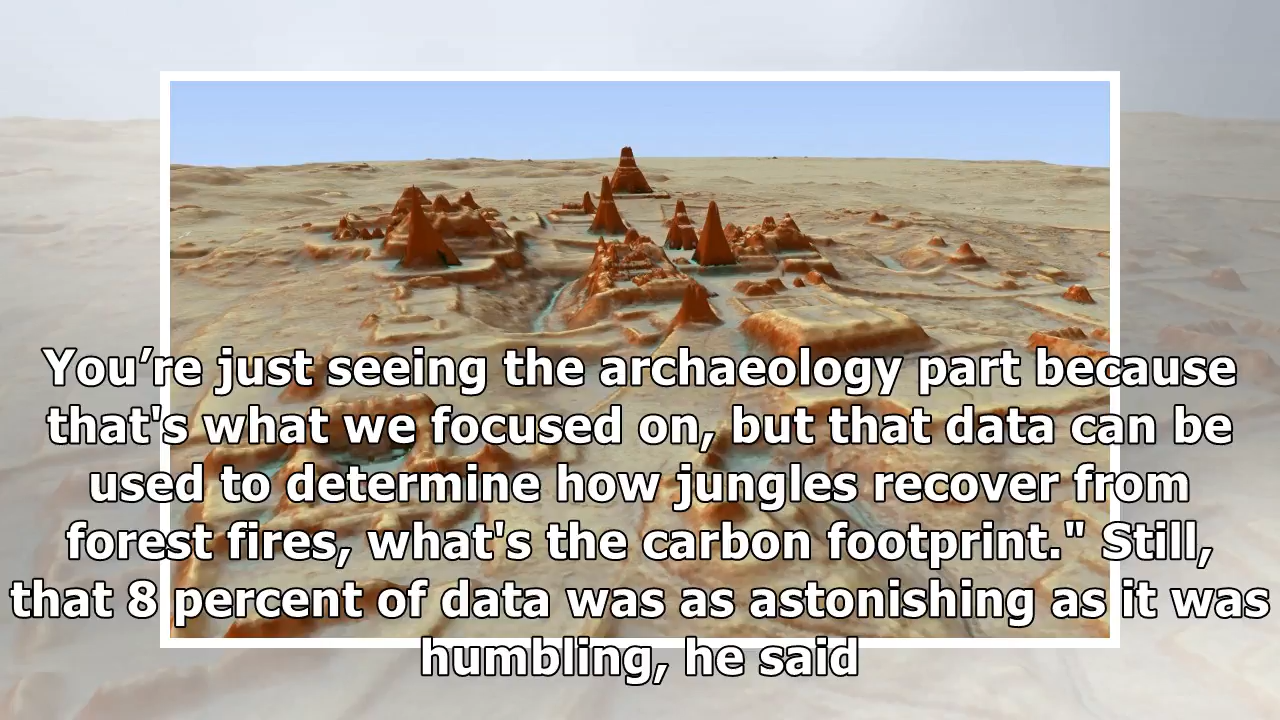 You’re just seeing the archaeology part because
that's what we focused on, but that data can be
used to determine how jungles recover from
forest fires, what's the carbon footprint." Still,
that 8 percent of data was as astonishing as it was
humbling, he said